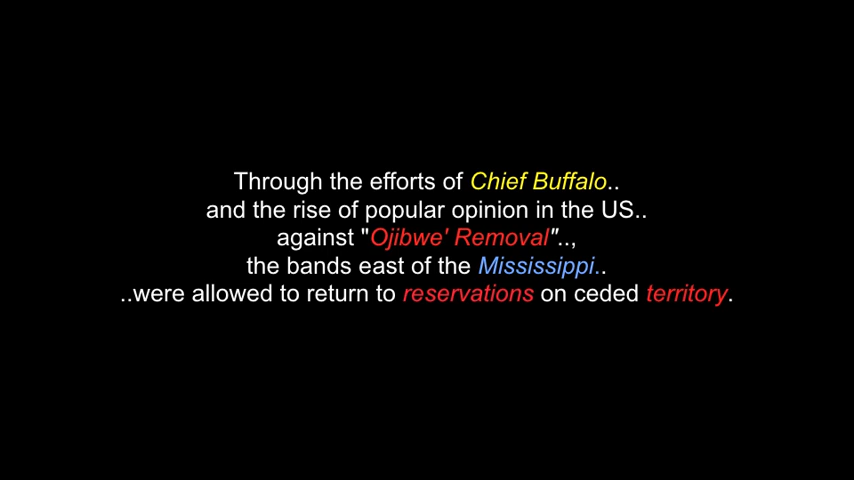 Through the efforts of Chief Buffalo..
and the rise of popular opinion in the US..
against "Ojibwe' Removal"..,
the bands east of the Mississippi..
..were allowed to return to reservations on ceded territory.